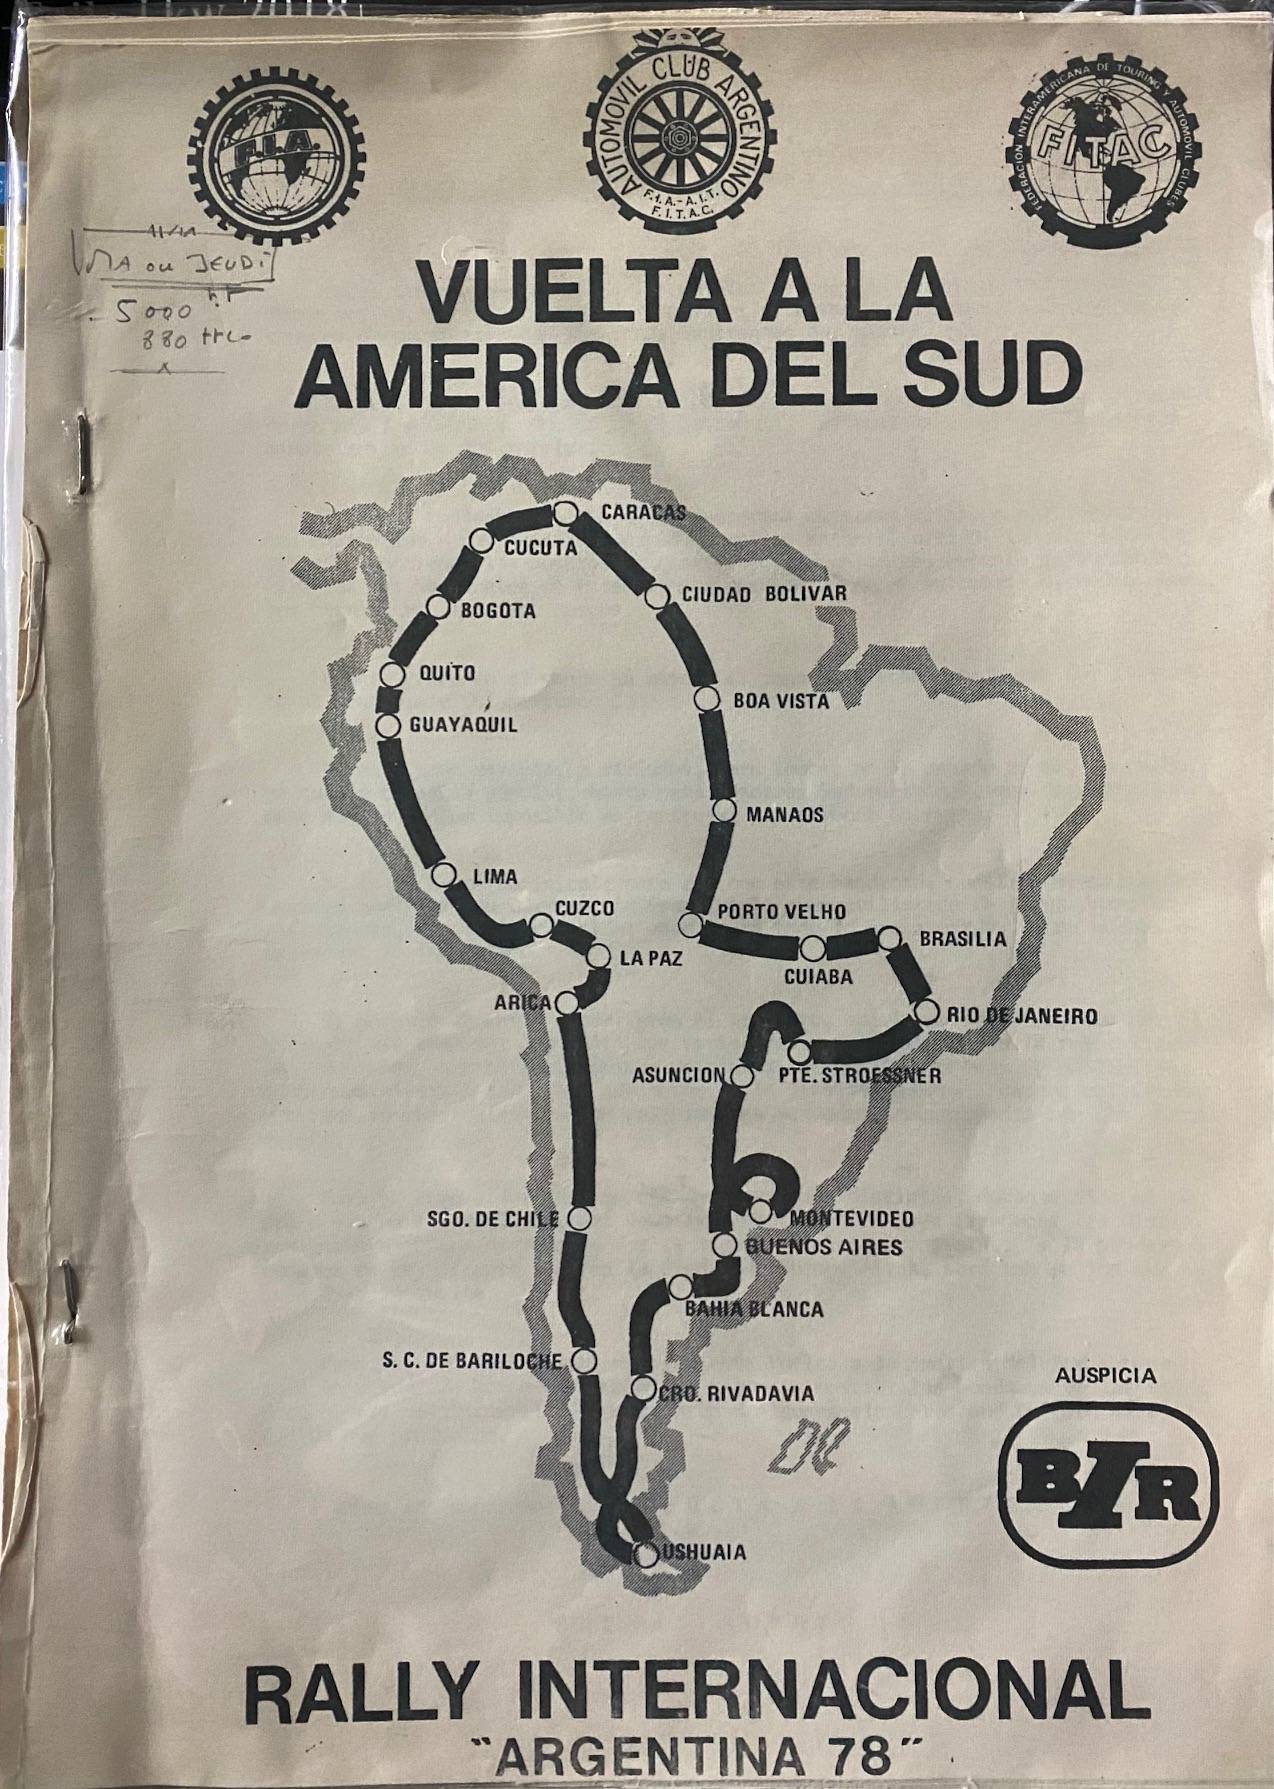 F.I.A.
AUTOMOVIL CLUB ARGENTINO
F.I.A.-A.I.T.
F.I.T.A.C.
FEDERACION INTERAMERICANA DE TOURING Y AUTOMOVIL CLUBES
FITAC
MA ou JEUDi
5000
880
VUELTA A LA
AMERICA DEL SUD
CARACAS
CUCUTA
CIUDAD BOLIVAR
BOGOTA
QUITO
BOA VISTA
GUAYAQUIL
MANAOS
LIMA
CUZCO
PORTO VELHO
BRASILIA
LA PAZ
CUIABA
ARICA
RIO DE JANEIRO
ASUNCION
PTE. STROESSNER
SGO. DE CHILE
MONTEVIDEO
BUENOS AIRES
BAHIA BLANCA
S. C. DE BARILOCHE
CRO. RIVADAVIA
AUSPICIA
BIR
USHUAIA
RALLY INTERNACIONAL
"ARGENTINA 78"